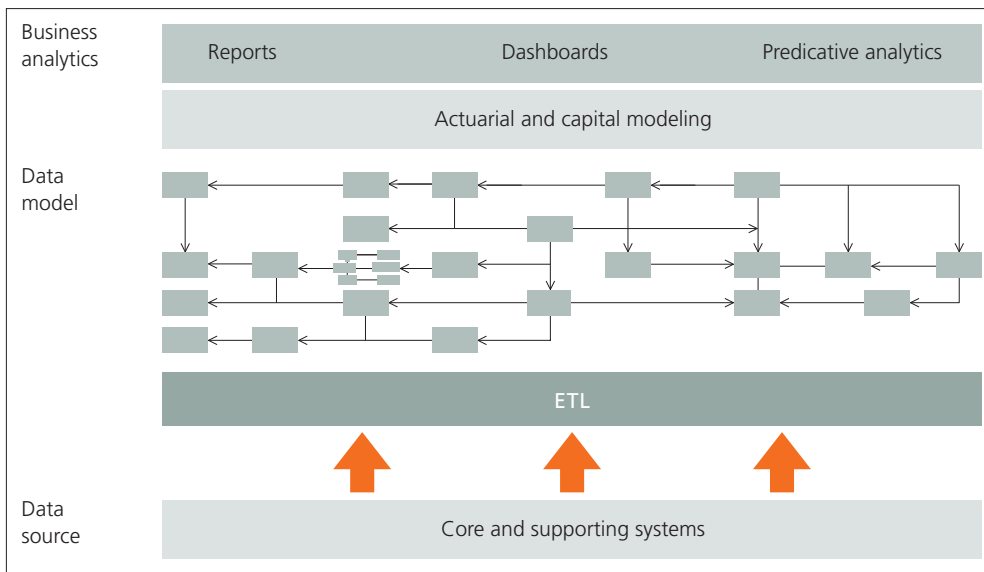 Business
analytics
Reports
Dashboards
Predicative analytics
Actuarial and capital modeling
Data
model
ETL
Data
source
Core and supporting systems